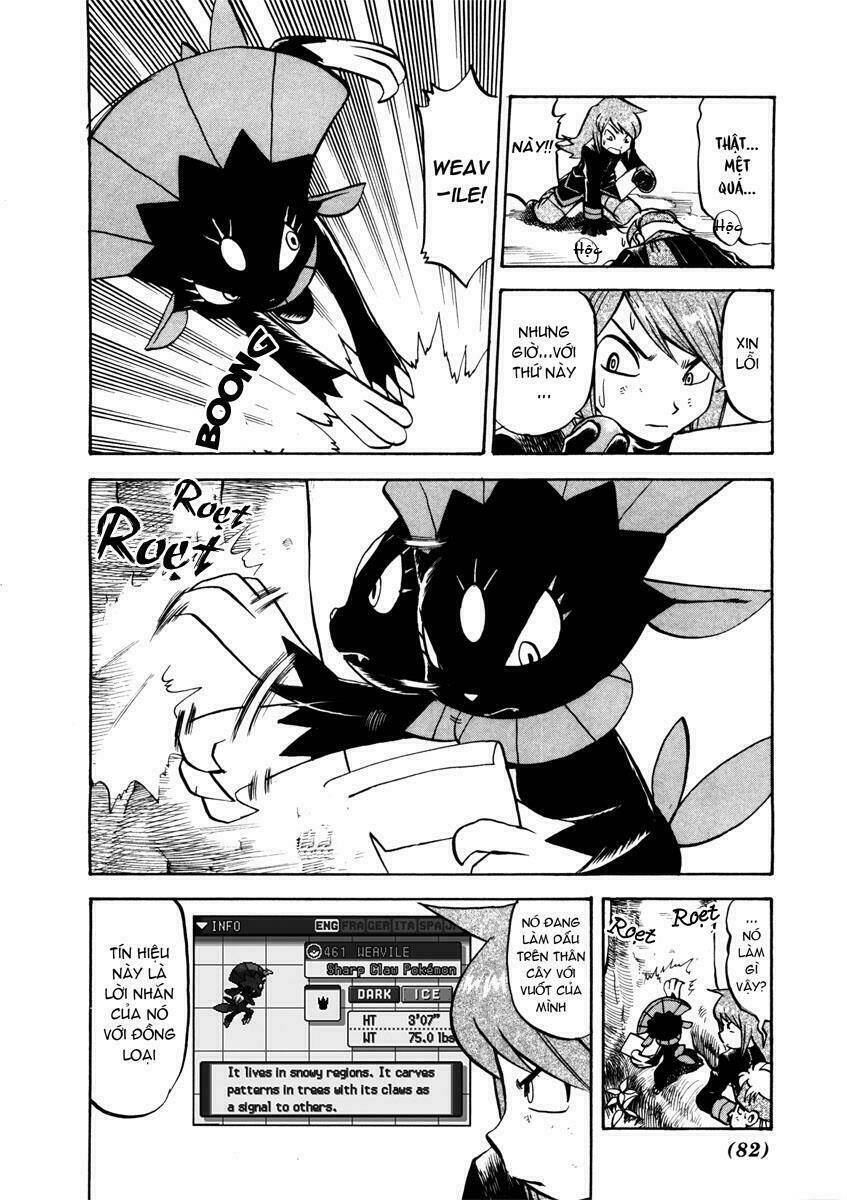 THẬT...
MỆT
QUÁ...
NÀY!!
Hộc
Hộc
XIN
LỖI
NHƯNG
GIỜ...VỚI
THỨ NÀY
...
WEAV
-ILE!
BOONG
Roẹt
Roẹt
...
NÓ
LÀM
GÌ
VẬY?
Roẹt
Roẹt
NÓ ĐANG
LÀM DẤU
TRÊN THÂN
CÂY VỚI
VUỐT CỦA
MÌNH
INFO
ENG FRA GER ITA SPA
461 WEAVILE
Sharp Claw Pokémon
DARK ICE
HT 3'07"
WT 75.0 lbs
It lives in snowy regions. It carves
patterns in trees with its claws as
a signal to others.
TÍN HIỆU
NÀY LÀ
LỜI NHẮN
CỦA NÓ
VỚI ĐỒNG
LOẠI
(82)